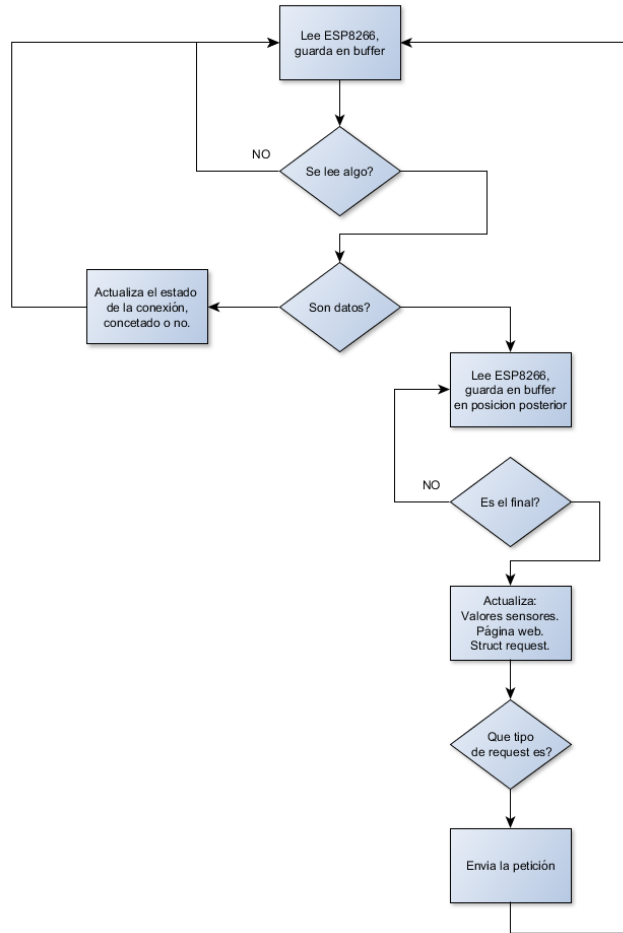 Lee ESP8266,
guarda en buffer
NO
Se lee algo?
Actualiza el estado
de la conexión,
concetado o no.
Son datos?
Lee ESP8266,
guarda en buffer
en posicion posterior
NO
Es el final?
Actualiza:
Valores sensores.
Página web.
Struct request.
Que tipo
de request es?
Envia la petición